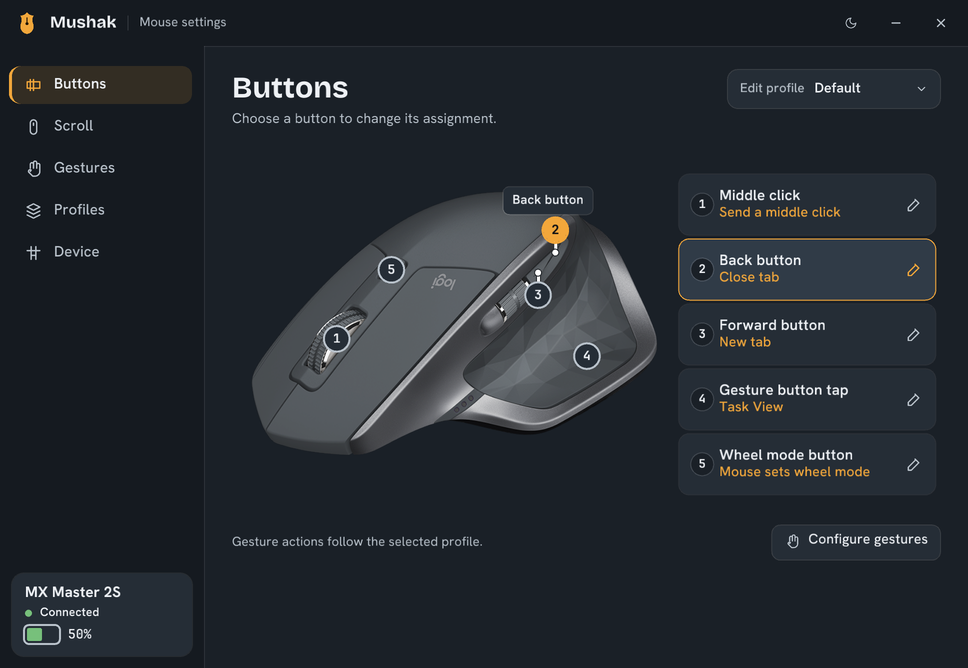 Mushak
Mouse settings
Buttons
Scroll
Gestures
Profiles
Device
MX Master 2S
Connected
50%
Buttons
Choose a button to change its assignment.
Edit profile Default
Back button
2
5
logi
3
1
4
1 Middle click
Send a middle click
2 Back button
Close tab
3 Forward button
New tab
4 Gesture button tap
Task View
5 Wheel mode button
Mouse sets wheel mode
Gesture actions follow the selected profile.
Configure gestures